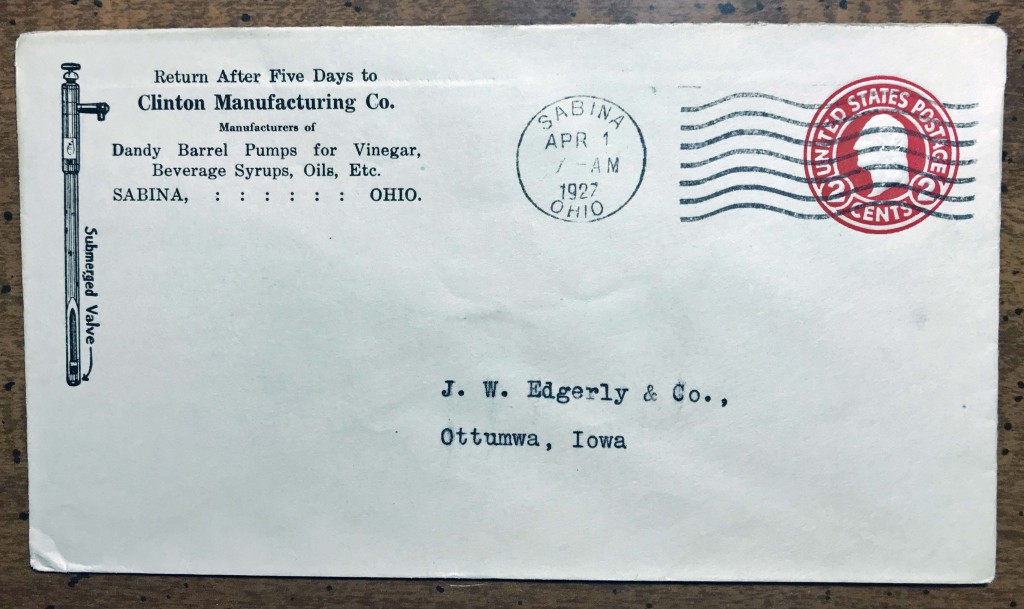 Return After Five Days to
Clinton Manufacturing Co.
Manufacturers of
Dandy Barrel Pumps for Vinegar,
Beverage Syrups, Oils, Etc.
SABINA, : : : : : : OHIO.
Submerged Valve
SABINA
APR 1
7-AM
1927
OHIO
UNITED STATES POSTAGE
2 CENTS 2
J. W. Edgerly & Co.,
Ottumwa, Iowa